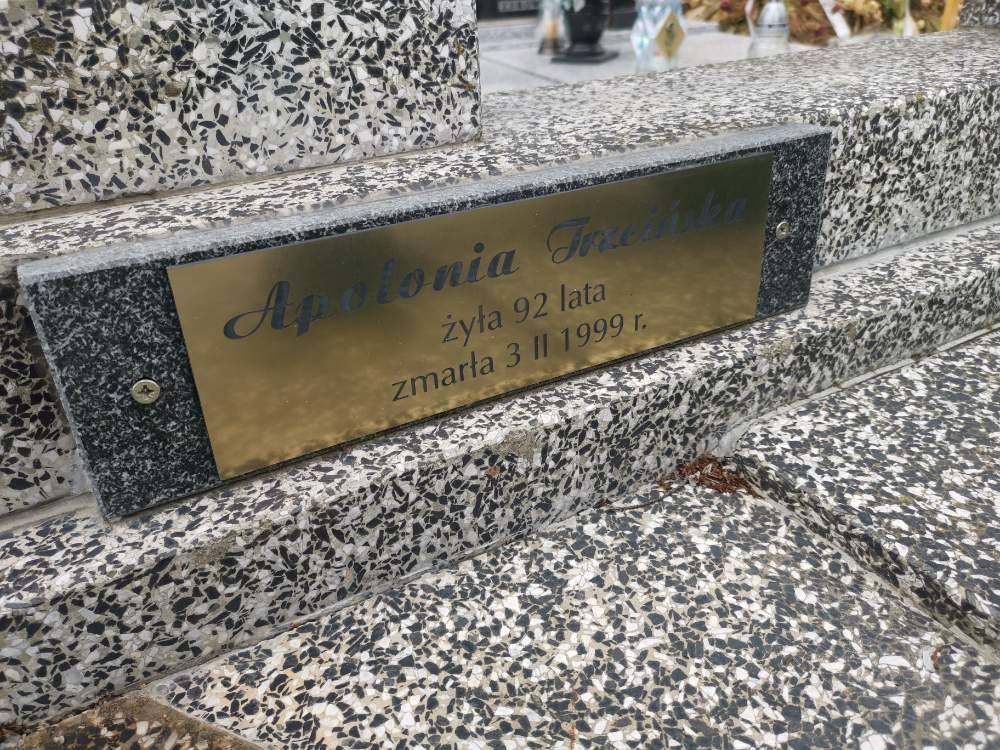 Apolonia Trzcińska
żyła 92 lata
zmarła 3 II 1999 r.